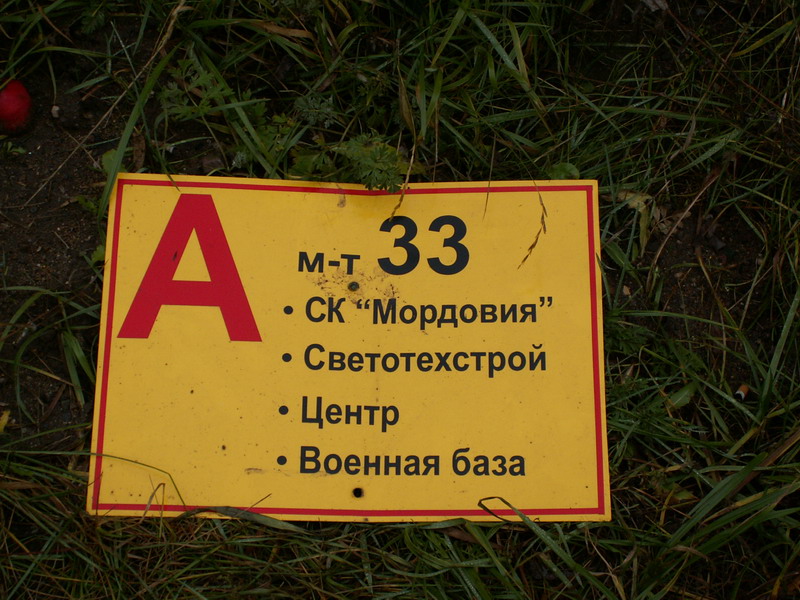 А
м-т 33
• СК “Мордовия”
• Светотехстрой
• Центр
• Военная база